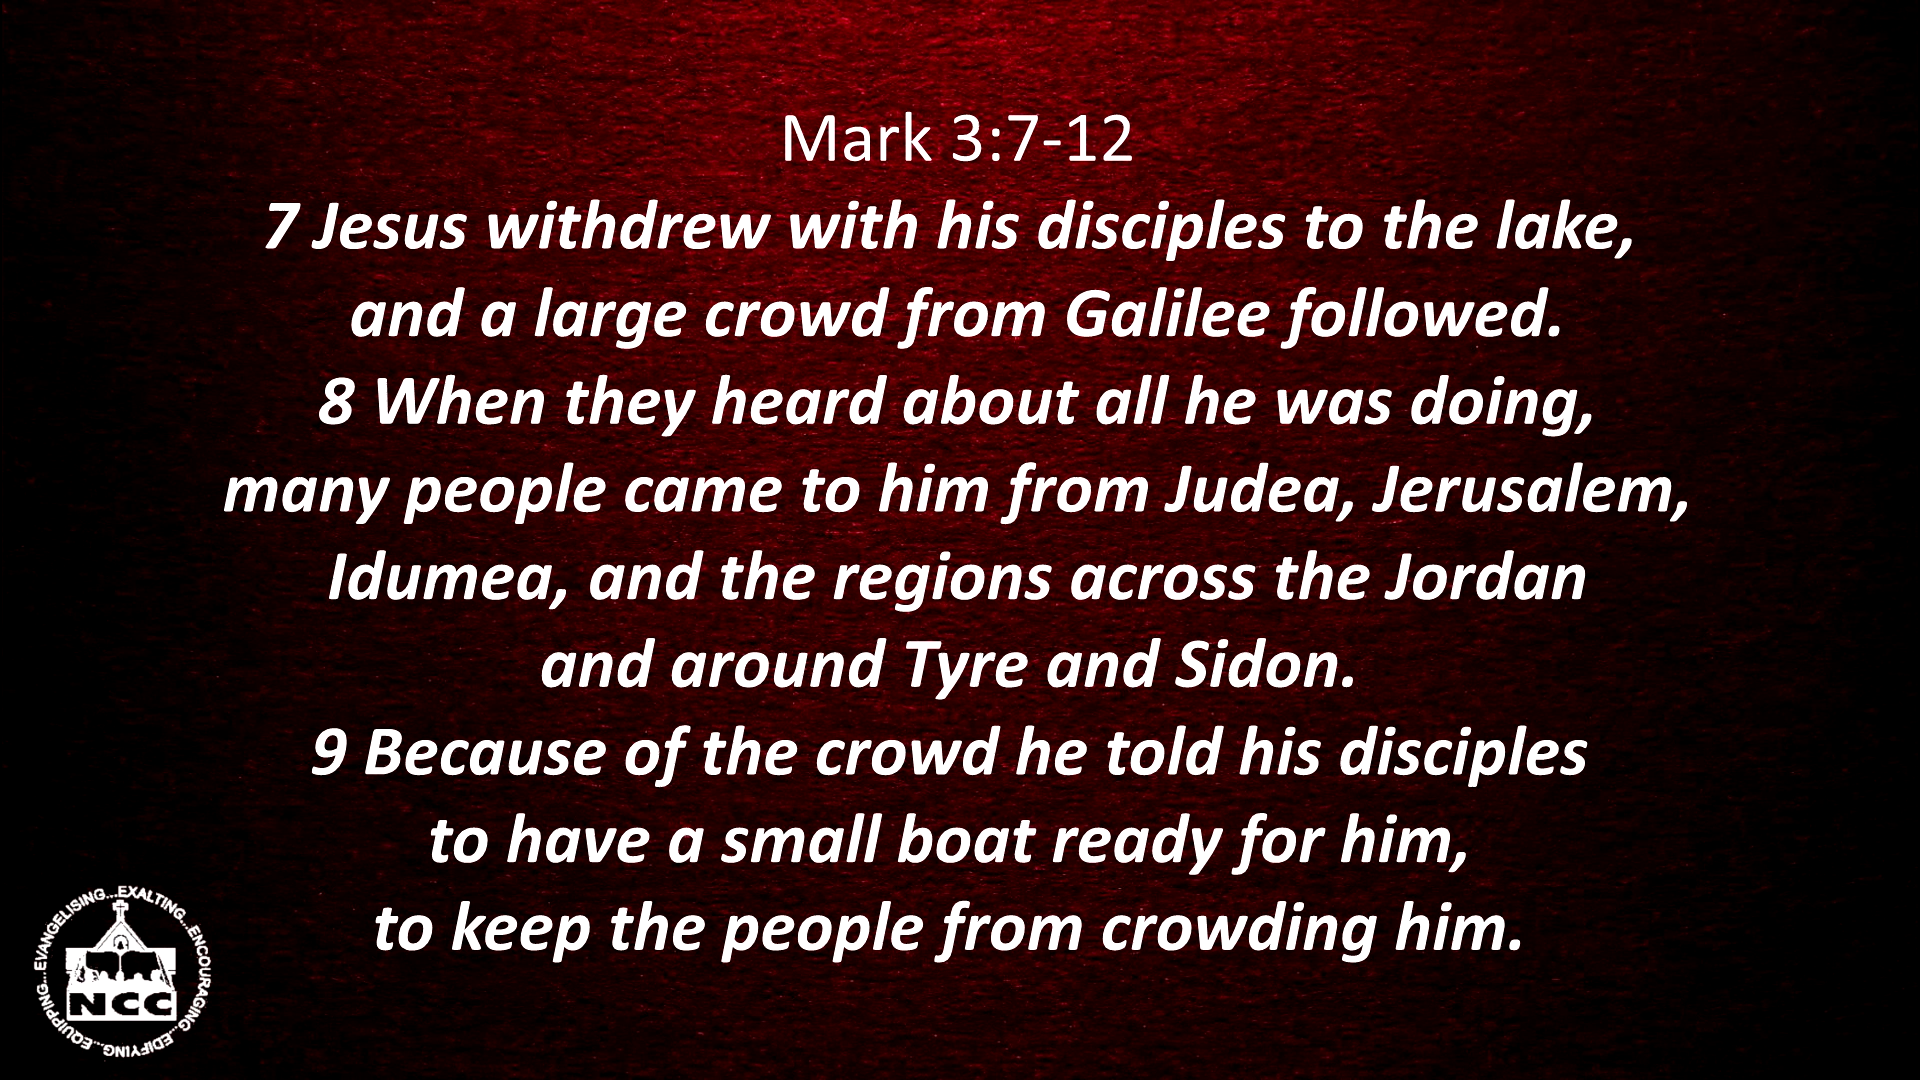 Mark 3:7-12
7 Jesus withdrew with his disciples to the lake,
and a large crowd from Galilee followed.
8 When they heard about all he was doing,
many people came to him from Judea, Jerusalem,
Idumea, and the regions across the Jordan
and around Tyre and Sidon.
9 Because of the crowd he told his disciples
to have a small boat ready for him,
to keep the people from crowding him.
EVANGELISING...EXALTING...ENCOURAGING...EDIFYING...EQUIPPING...
NCC